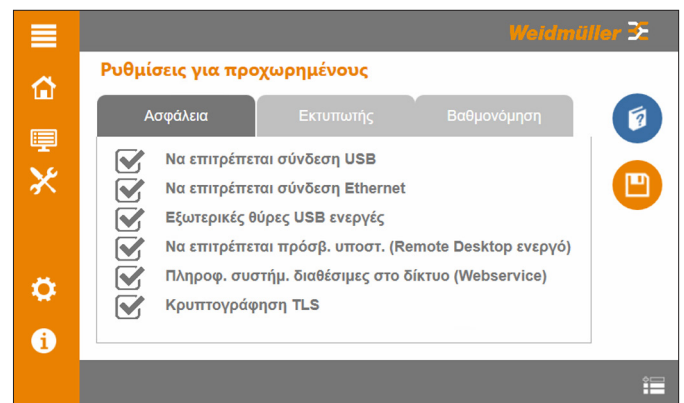 Weidmüller
Ρυθμίσεις για προχωρημένους
Ασφάλεια Εκτυπωτής Βαθμονόμηση
Να επιτρέπεται σύνδεση USB
Να επιτρέπεται σύνδεση Ethernet
Εξωτερικές θύρες USB ενεργές
Να επιτρέπεται πρόσβ. υποστ. (Remote Desktop ενεργό)
Πληροφ. συστήμ. διαθέσιμες στο δίκτυο (Webservice)
Κρυπτογράφηση TLS